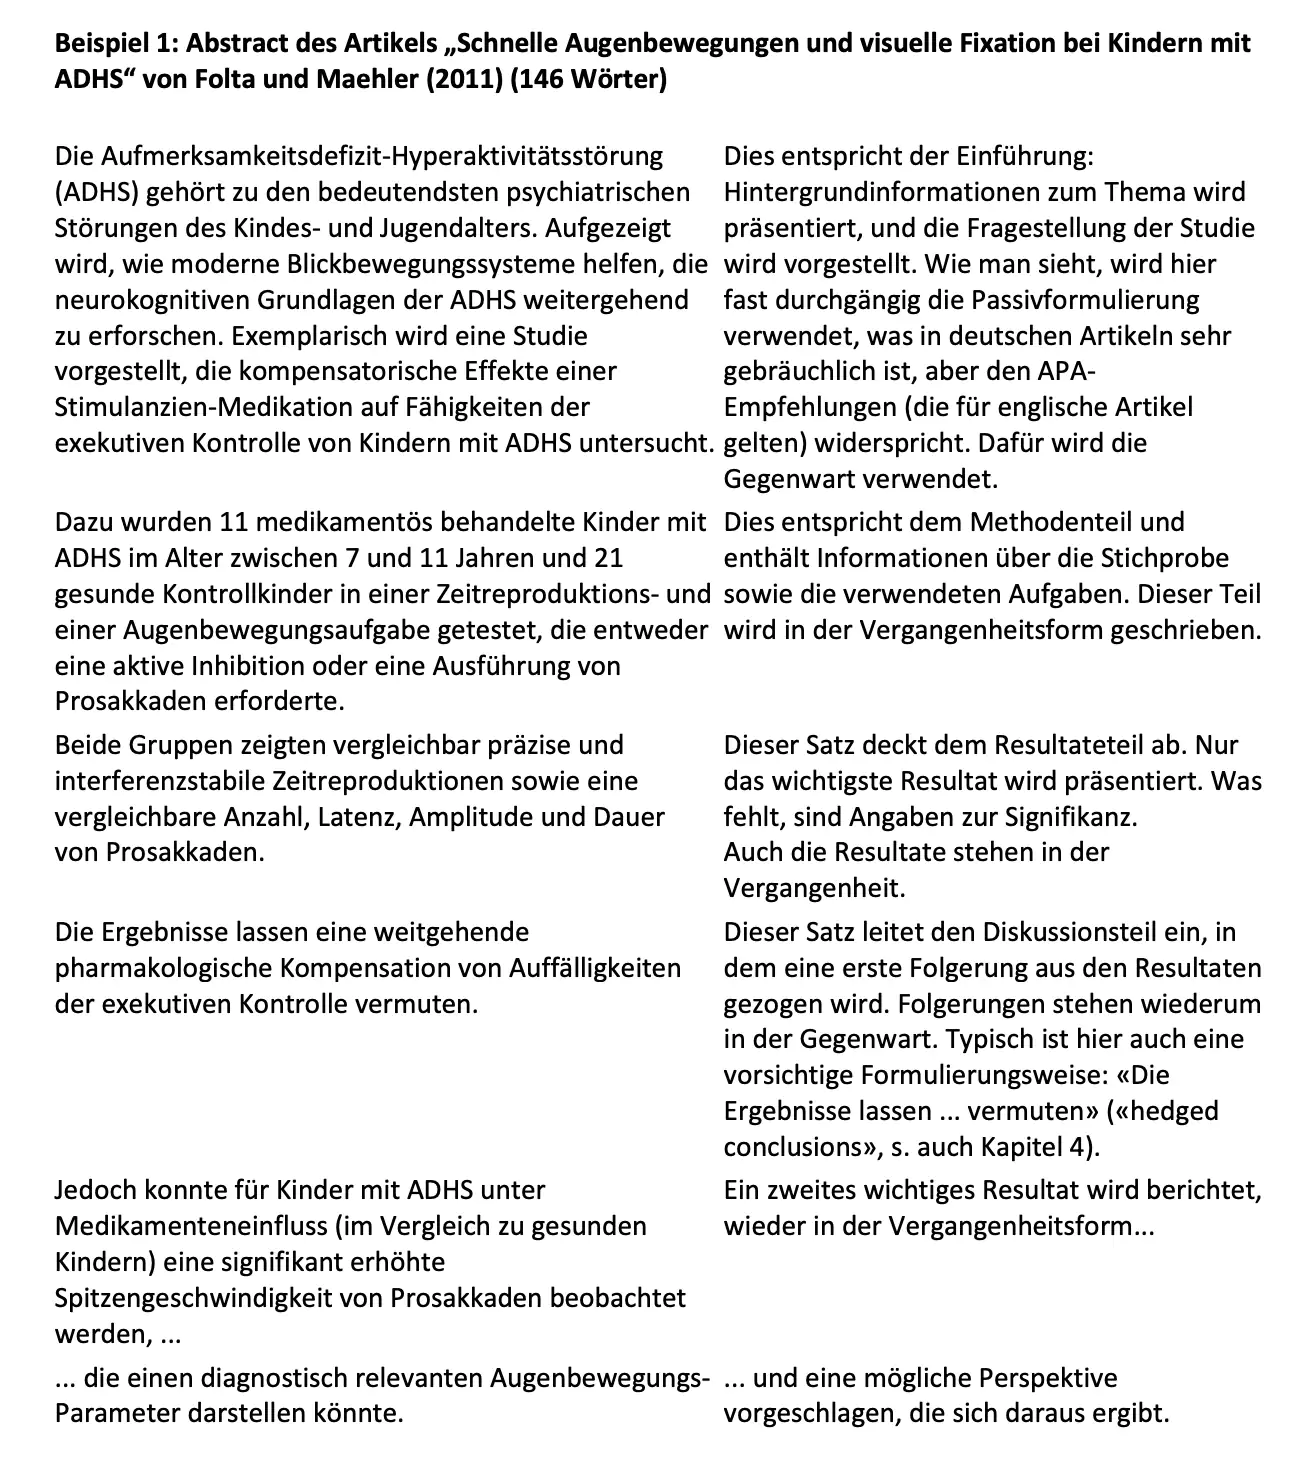 Beispiel 1: Abstract des Artikels „Schnelle Augenbewegungen und visuelle Fixation bei Kindern mit
ADHS“ von Folta und Maehler (2011) (146 Wörter)
Die Aufmerksamkeitsdefizit-Hyperaktivitätsstörung
(ADHS) gehört zu den bedeutendsten psychiatrischen
Störungen des Kindes- und Jugendalters. Aufgezeigt
wird, wie moderne Blickbewegungssysteme helfen, die
neurokognitiven Grundlagen der ADHS weitergehend
zu erforschen. Exemplarisch wird eine Studie
vorgestellt, die kompensatorische Effekte einer
Stimulanzien-Medikation auf Fähigkeiten der
exekutiven Kontrolle von Kindern mit ADHS untersucht.
Dies entspricht der Einführung:
Hintergrundinformationen zum Thema wird
präsentiert, und die Fragestellung der Studie
wird vorgestellt. Wie man sieht, wird hier
fast durchgängig die Passivformulierung
verwendet, was in deutschen Artikeln sehr
gebräuchlich ist, aber den APA-
Empfehlungen (die für englische Artikel
gelten) widerspricht. Dafür wird die
Gegenwart verwendet.
Dazu wurden 11 medikamentös behandelte Kinder mit
ADHS im Alter zwischen 7 und 11 Jahren und 21
gesunde Kontrollkinder in einer Zeitreproduktions- und
einer Augenbewegungsaufgabe getestet, die entweder
eine aktive Inhibition oder eine Ausführung von
Prosakkaden erforderte.
Dies entspricht dem Methodenteil und
enthält Informationen über die Stichprobe
sowie die verwendeten Aufgaben. Dieser Teil
wird in der Vergangenheitsform geschrieben.
Beide Gruppen zeigten vergleichbar präzise und
interferenzstabile Zeitreproduktionen sowie eine
vergleichbare Anzahl, Latenz, Amplitude und Dauer
von Prosakkaden.
Dieser Satz deckt dem Resultateteil ab. Nur
das wichtigste Resultat wird präsentiert. Was
fehlt, sind Angaben zur Signifikanz.
Auch die Resultate stehen in der
Vergangenheit.
Die Ergebnisse lassen eine weitgehende
pharmakologische Kompensation von Auffälligkeiten
der exekutiven Kontrolle vermuten.
Dieser Satz leitet den Diskussionsteil ein, in
dem eine erste Folgerung aus den Resultaten
gezogen wird. Folgerungen stehen wiederum
in der Gegenwart. Typisch ist hier auch eine
vorsichtige Formulierungsweise: «Die
Ergebnisse lassen ... vermuten» («hedged
conclusions», s. auch Kapitel 4).
Jedoch konnte für Kinder mit ADHS unter
Medikamenteneinfluss (im Vergleich zu gesunden
Kindern) eine signifikant erhöhte
Spitzengeschwindigkeit von Prosakkaden beobachtet
werden, ...
Ein zweites wichtiges Resultat wird berichtet,
wieder in der Vergangenheitsform...
... die einen diagnostisch relevanten Augenbewegungs-
Parameter darstellen könnte.
... und eine mögliche Perspektive
vorgeschlagen, die sich daraus ergibt.